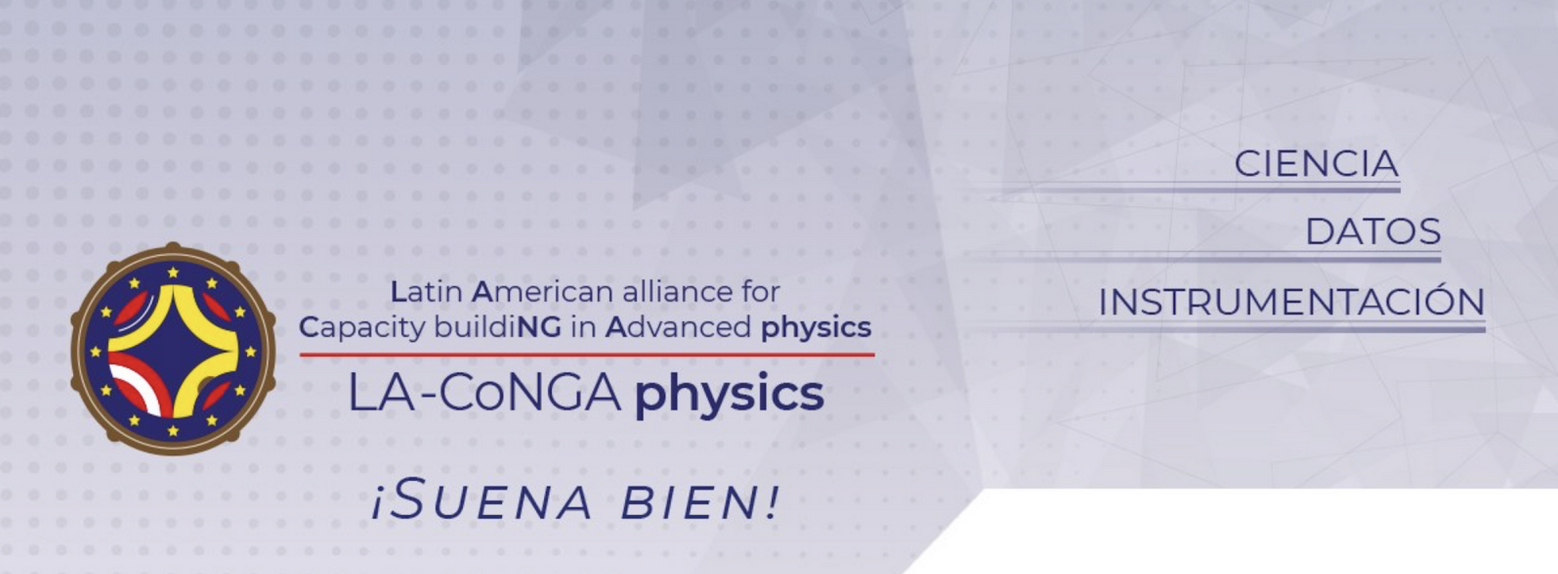 CIENCIA
DATOS
INSTRUMENTACIÓN
Latin American alliance for
Capacity buildiNG in Advanced physics
LA-CoNGA physics
¡SUENA BIEN!